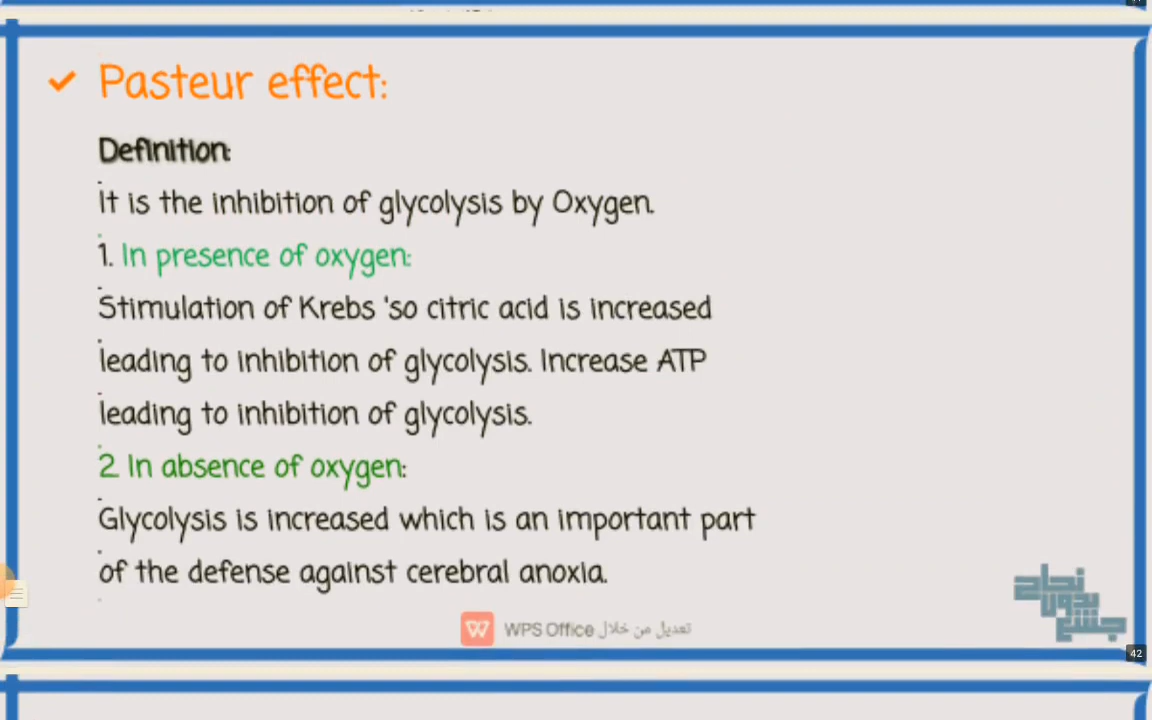 Pasteur effect:
Definition:
It is the inhibition of glycolysis by Oxygen.
1. In presence of oxygen:
Stimulation of Krebs 'so citric acid is increased
leading to inhibition of glycolysis. Increase ATP
leading to inhibition of glycolysis.
2. In absence of oxygen:
Glycolysis is increased which is an important part
of the defense against cerebral anoxia.
نجاح
بدون
جشع
تعديل من خلال WPS Office
42